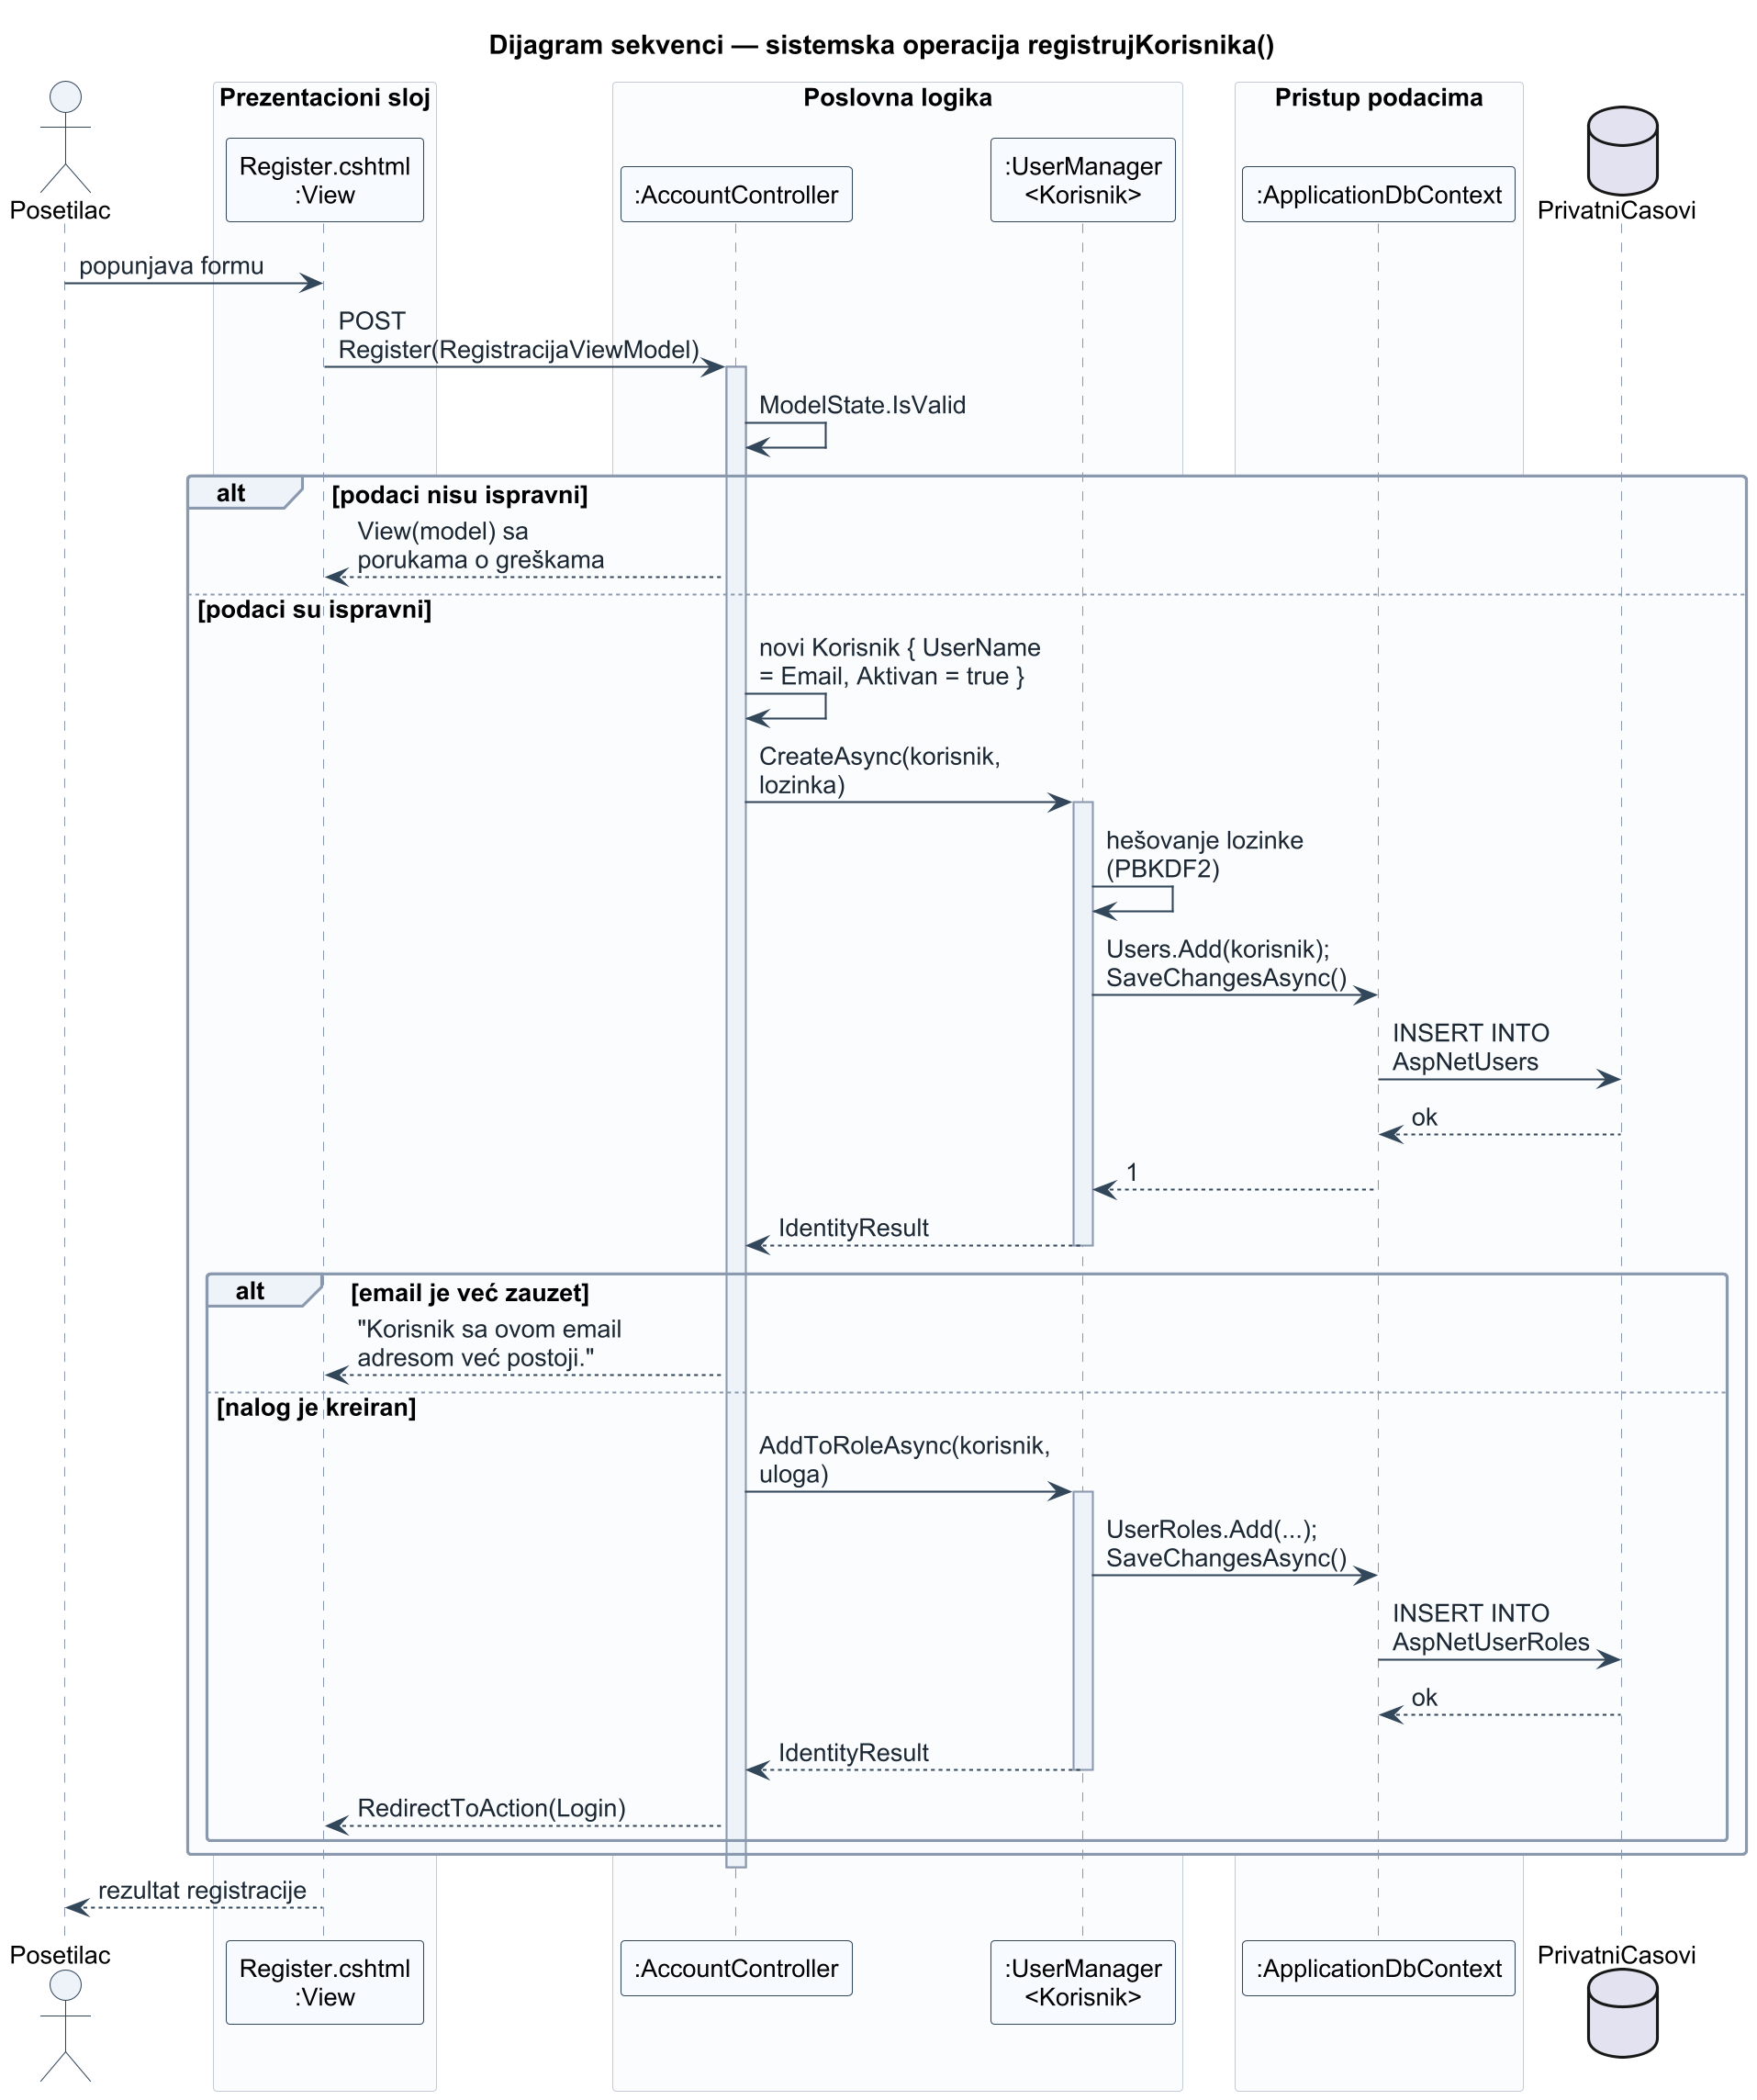 Dijagram sekvenci — sistemska operacija registrujKorisnika()
Prezentacioni sloj
Poslovna logika
Pristup podacima
Posetilac
Register.cshtml
:View
:AccountController
:UserManager
<Korisnik>
:ApplicationDbContext
PrivatniCasovi
popunjava formu
POST
Register(RegistracijaViewModel)
ModelState.IsValid
alt
[podaci nisu ispravni]
View(model) sa
porukama o greškama
[podaci su ispravni]
novi Korisnik { UserName
= Email, Aktivan = true }
CreateAsync(korisnik,
lozinka)
hešovanje lozinke
(PBKDF2)
Users.Add(korisnik);
SaveChangesAsync()
INSERT INTO
AspNetUsers
ok
1
IdentityResult
alt
[email je već zauzet]
"Korisnik sa ovom email
adresom već postoji."
[nalog je kreiran]
AddToRoleAsync(korisnik,
uloga)
UserRoles.Add(...);
SaveChangesAsync()
INSERT INTO
AspNetUserRoles
ok
IdentityResult
RedirectToAction(Login)
rezultat registracije
Posetilac
Register.cshtml
:View
:AccountController
:UserManager
<Korisnik>
:ApplicationDbContext
PrivatniCasovi